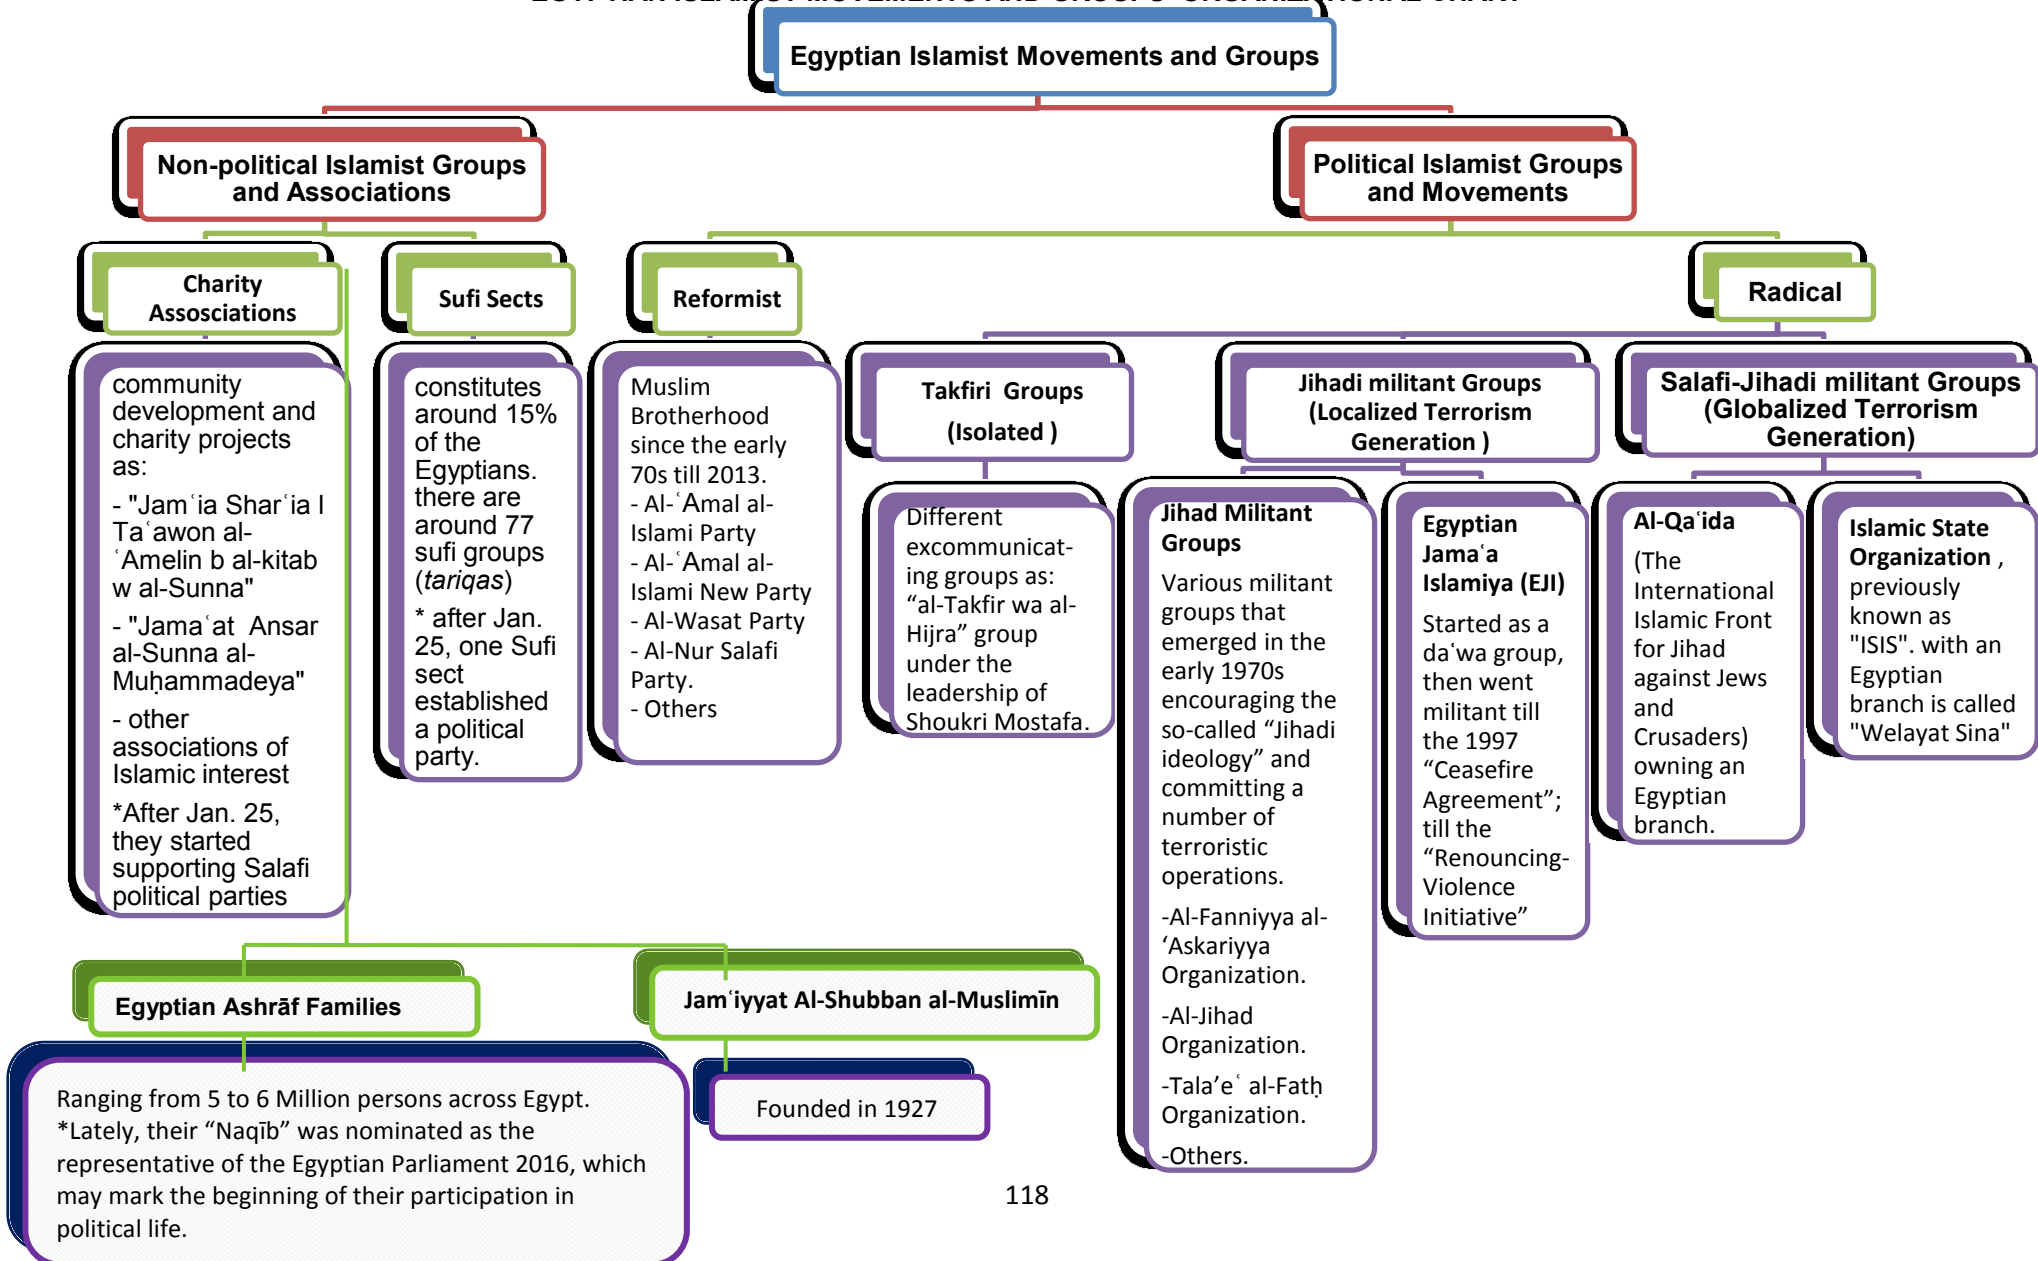 EGYPTIAN ISLAMIST MOVEMENTS AND GROUPS' ORGANIZATIONAL CHART
Egyptian Islamist Movements and Groups
Non-political Islamist Groups
and Associations
Political Islamist Groups
and Movements
Charity
Assosciations
Sufi Sects
Reformist
Radical
community
development and
charity projects
as:
- "Jamʿia Sharʿia l
Taʿawon al-
ʿAmelin b al-kitab
w al-Sunna"
- "Jamaʿat Ansar
al-Sunna al-
Muḥammadeya"
- other
associations of
Islamic interest
*After Jan. 25,
they started
supporting Salafi
political parties
constitutes
around 15%
of the
Egyptians.
there are
around 77
sufi groups
(tariqas)
* after Jan.
25, one Sufi
sect
established
a political
party.
Muslim
Brotherhood
since the early
70s till 2013.
- Al-ʿAmal al-
Islami Party
- Al-ʿAmal al-
Islami New Party
- Al-Wasat Party
- Al-Nur Salafi
Party.
- Others
Takfiri Groups
(Isolated )
Different
excommunicat-
ing groups as:
“al-Takfir wa al-
Hijra” group
under the
leadership of
Shoukri Mostafa.
Jihadi militant Groups
(Localized Terrorism
Generation )
Jihad Militant
Groups
Various militant
groups that
emerged in the
early 1970s
encouraging the
so-called “Jihadi
ideology” and
committing a
number of
terroristic
operations.
-Al-Fanniyya al-
‘Askariyya
Organization.
-Al-Jihad
Organization.
-Tala’eʿ al-Fatḥ
Organization.
-Others.
Egyptian
Jamaʿa
Islamiya (EJI)
Started as a
daʿwa group,
then went
militant till
the 1997
“Ceasefire
Agreement”;
till the
“Renouncing-
Violence
Initiative”
Salafi-Jihadi militant Groups
(Globalized Terrorism
Generation)
Al-Qaʿida
(The
International
Islamic Front
for Jihad
against Jews
and
Crusaders)
owning an
Egyptian
branch.
Islamic State
Organization ,
previously
known as
"ISIS". with an
Egyptian
branch is called
"Welayat Sina"
Egyptian Ashrāf Families
Jamʿiyyat Al-Shubban al-Muslimīn
Ranging from 5 to 6 Million persons across Egypt.
*Lately, their “Naqīb” was nominated as the
representative of the Egyptian Parliament 2016, which
may mark the beginning of their participation in
political life.
Founded in 1927
118